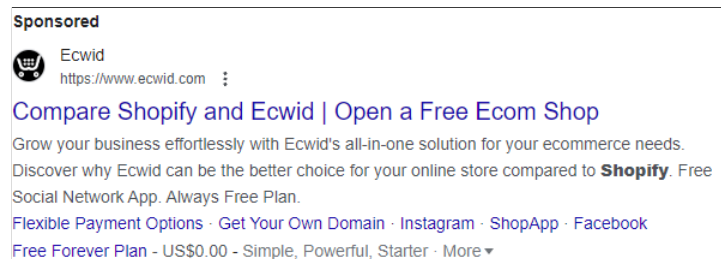 Sponsored
Ecwid
https://www.ecwid.com
Compare Shopify and Ecwid | Open a Free Ecom Shop
Grow your business effortlessly with Ecwid's all-in-one solution for your ecommerce needs.
Discover why Ecwid can be the better choice for your online store compared to Shopify. Free
Social Network App. Always Free Plan.
Flexible Payment Options · Get Your Own Domain · Instagram · ShopApp · Facebook
Free Forever Plan - US$0.00 - Simple, Powerful, Starter · More